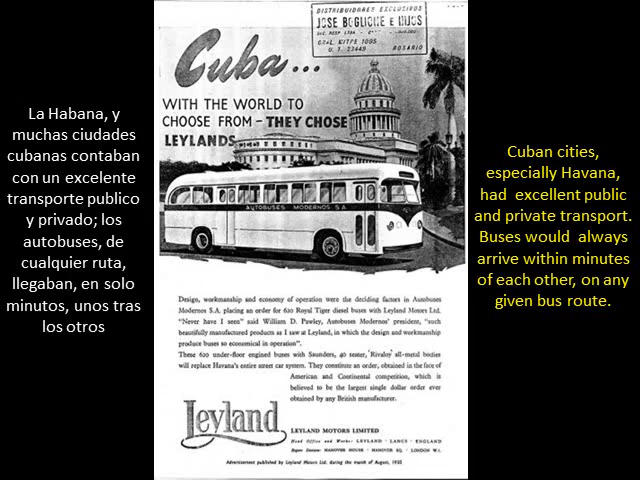 La Habana, y
muchas ciudades
cubanas contaban
con un excelente
transporte publico
y privado; los
autobuses, de
cualquier ruta,
llegaban, en solo
minutos, unos tras
los otros
DISTRIBUIDORES EXCLUSIVOS
JOSE BOGLIONE E HIJOS
GRAL. MITRE 1095
U. T. 23449 ROSARIO
Cuba...
WITH THE WORLD TO
CHOOSE FROM - THEY CHOSE
LEYLANDS
AUTOBUSES MODERNOS S.A.
Design, workmanship and economy of operation were the deciding factors in Autobuses
Modernos S.A. placing an order for 620 Royal Tiger diesel buses with Leyland Motors Ltd.
"Never have I seen" said William D. Pawley, Autobuses Modernos' president, "such
beautifully manufactured products as I saw at Leyland, in which the design and workmanship
produce buses so economical in operation".
These 620 under-floor engined buses with Saunders, 40 seater, 'Rivaloy' all-metal bodies
will replace Havana's entire street car system. They constitute an order, obtained in the face of
American and Continental competition, which is
believed to be the largest single dollar order ever
obtained by any British manufacturer.
Leyland
LEYLAND MOTORS LIMITED
Head Office and Works: LEYLAND · LANCS · ENGLAND
Export Division: HANOVER HOUSE · HANOVER SQ. · LONDON W.1.
Advertisement published by Leyland Motors Ltd. during the month of August, 1950
Cuban cities,
especially Havana,
had excellent public
and private transport.
Buses would always
arrive within minutes
of each other, on any
given bus route.